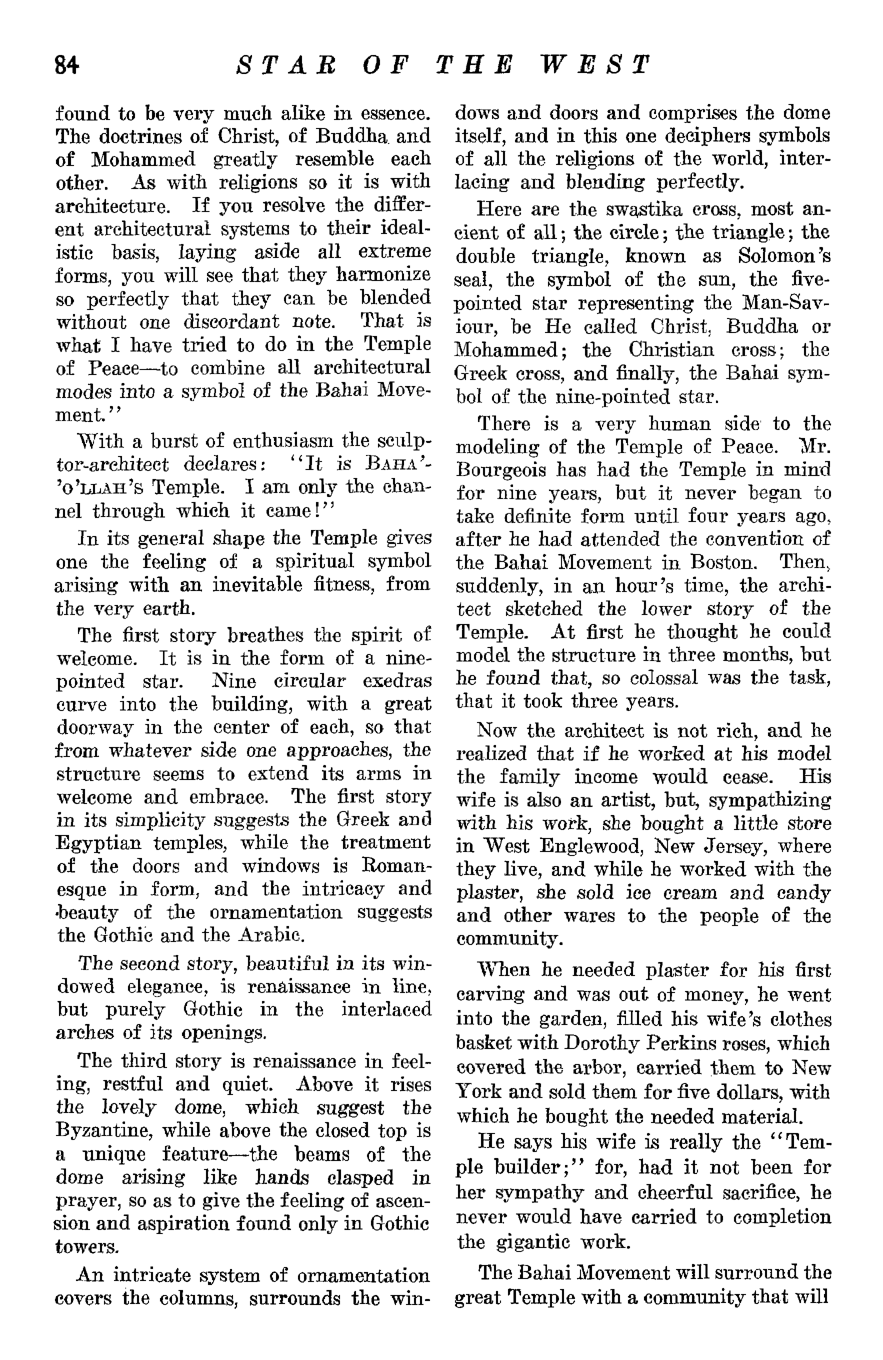 84 STAR OF THE WEST
found to be very much alike in essence.
The doctrines of Christ, of Buddha and
of Mohammed greatly resemble each
other. As with religions so it is with
architecture. If you resolve the differ-
ent architectural systems to their ideal-
istic basis, laying aside all extreme
forms, you will see that they harmonize
so perfectly that they can be blended
without one discordant note. That is
what I have tried to do in the Temple
of Peace—to combine all architectural
modes into a symbol of the Bahai Move-
ment.''
With a burst of enthusiasm the sculp-
tor-architect declares: ''It is BAHA'-
'O'LLAH's Temple. I am only the chan-
nel through which it came!''
In its general shape the Temple gives
one the feeling of a spiritual symbol
arising with an inevitable fitness, from
the very earth.
The first story breathes the spirit of
welcome. It is in the form of a nine-
pointed star. Nine circular exedras
curve into the building, with a great
doorway in the center of each, so that
from whatever side one approaches, the
structure seems to extend its arms in
welcome and embrace. The first story
in its simplicity suggests the Greek and
Egyptian temples, while the treatment
of the doors and windows is Roman-
esque in form, and the intricacy and
beauty of the ornamentation suggests
the Gothic and the Arabic.
The second story, beautiful in its win-
dowed elegance, is renaissance in line,
but purely Gothic in the interlaced
arches of its openings.
The third story is renaissance in feel-
ing, restful and quiet. Above it rises
the lovely dome, which suggest the
Byzantine, while above the closed top is
a unique feature—the beams of the
dome arising like hands clasped in
prayer, so as to give the feeling of ascen-
sion and aspiration found only in Gothic
towers.
An intricate system of ornamentation
covers the columns, surrounds the win-
dows and doors and comprises the dome
itself, and in this one deciphers symbols
of all the religions of the world, inter-
lacing and blending perfectly.
Here are the swastika cross, most an-
cient of all; the circle; the triangle; the
double triangle, known as Solomon's
seal, the symbol of the sun, the five-
pointed star representing the Man-Sav-
iour, be He called Christ, Buddha or
Mohammed; the Christian cross; the
Greek cross, and finally, the Bahai sym-
bol of the nine-pointed star.
There is a very human side to the
modeling of the Temple of Peace. Mr.
Bourgeois has had the Temple in mind
for nine years, but it never began to
take definite form until four years ago,
after he had attended the convention of
the Bahai Movement in Boston. Then,
suddenly, in an hour's time, the archi-
tect sketched the lower story of the
Temple. At first he thought he could
model the structure in three months, but
he found that, so colossal was the task,
that it took three years.
Now the architect is not rich, and he
realized that if he worked at his model
the family income would cease. His
wife is also an artist, but, sympathizing
with his work, she bought a little store
in West Englewood, New Jersey, where
they live, and while he worked with the
plaster, she sold ice cream and candy
and other wares to the people of the
community.
When he needed plaster for his first
carving and was out of money, he went
into the garden, filled his wife's clothes
basket with Dorothy Perkins roses, which
covered the arbor, carried them to New
York and sold them for five dollars, with
which he bought the needed material.
He says his wife is really the ''Tem-
ple builder;'' for, had it not been for
her sympathy and cheerful sacrifice, he
never would have carried to completion
the gigantic work.
The Bahai Movement will surround the
great Temple with a community that will